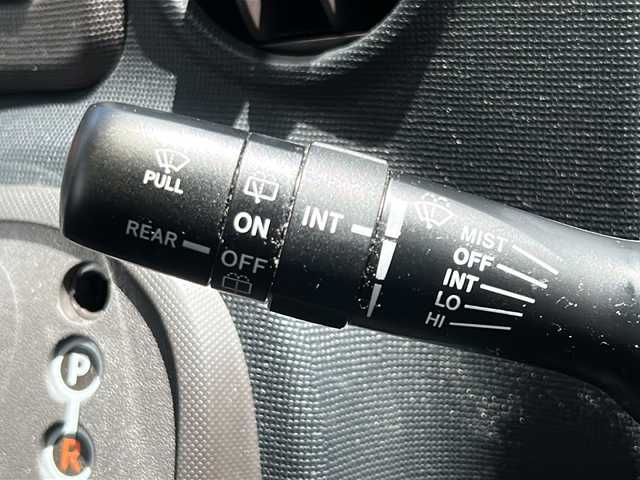 PULL
REAR
ON
OFF
INT
MIST
OFF
INT
LO
HI
P
R